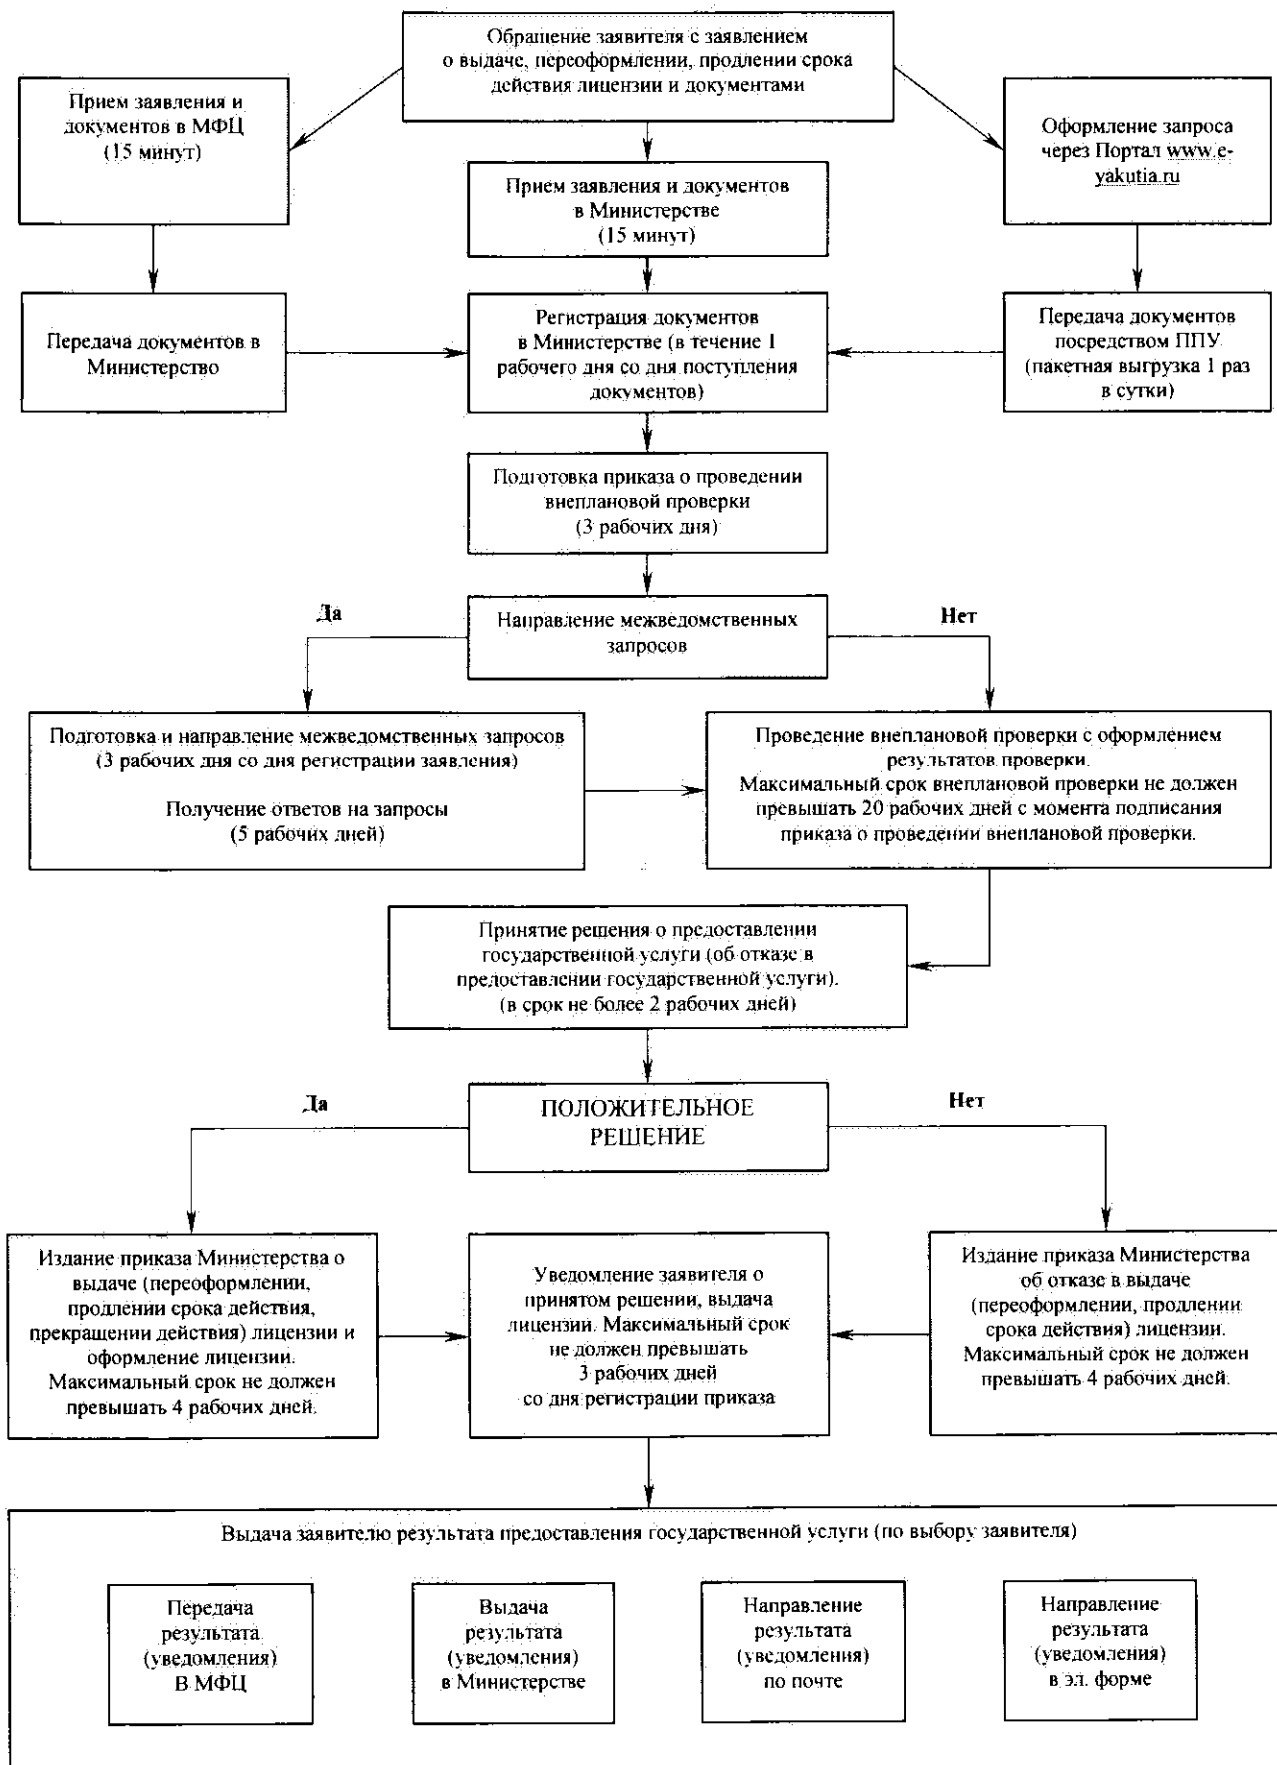 Обращение заявителя с заявлением
о выдаче, переоформлении, продлении срока
действия лицензии и документами
Прием заявления и
документов в МФЦ
(15 минут)
Оформление запроса
через Портал www.e-
yakutia.ru
Прием заявления и документов
в Министерстве
(15 минут)
Передача документов в
Министерство
Регистрация документов
в Министерстве (в течение 1
рабочего дня со дня поступления
документов)
Передача документов
посредством ППУ
(пакетная выгрузка 1 раз
в сутки)
Подготовка приказа о проведении
внеплановой проверки
(3 рабочих дня)
Да
Направление межведомственных
запросов
Нет
Подготовка и направление межведомственных запросов
(3 рабочих дня со дня регистрации заявления)
Получение ответов на запросы
(5 рабочих дней)
Проведение внеплановой проверки с оформлением
результатов проверки.
Максимальный срок внеплановой проверки не должен
превышать 20 рабочих дней с момента подписания
приказа о проведении внеплановой проверки.
Принятие решения о предоставлении
государственной услуги (об отказе в
предоставлении государственной услуги).
(в срок не более 2 рабочих дней)
Да
ПОЛОЖИТЕЛЬНОЕ
РЕШЕНИЕ
Нет
Издание приказа Министерства о
выдаче (переоформлении,
продлении срока действия,
прекращении действия) лицензии и
оформление лицензии.
Максимальный срок не должен
превышать 4 рабочих дней.
Уведомление заявителя о
принятом решении, выдача
лицензии. Максимальный срок
не должен превышать
3 рабочих дней
со дня регистрации приказа
Издание приказа Министерства
об отказе в выдаче
(переоформлении, продлении
срока действия) лицензии.
Максимальный срок не должен
превышать 4 рабочих дней.
Выдача заявителю результата предоставления государственной услуги (по выбору заявителя)
Передача
результата
(уведомления)
В МФЦ
Выдача
результата
(уведомления)
в Министерстве
Направление
результата
(уведомления)
по почте
Направление
результата
(уведомления)
в эл. форме